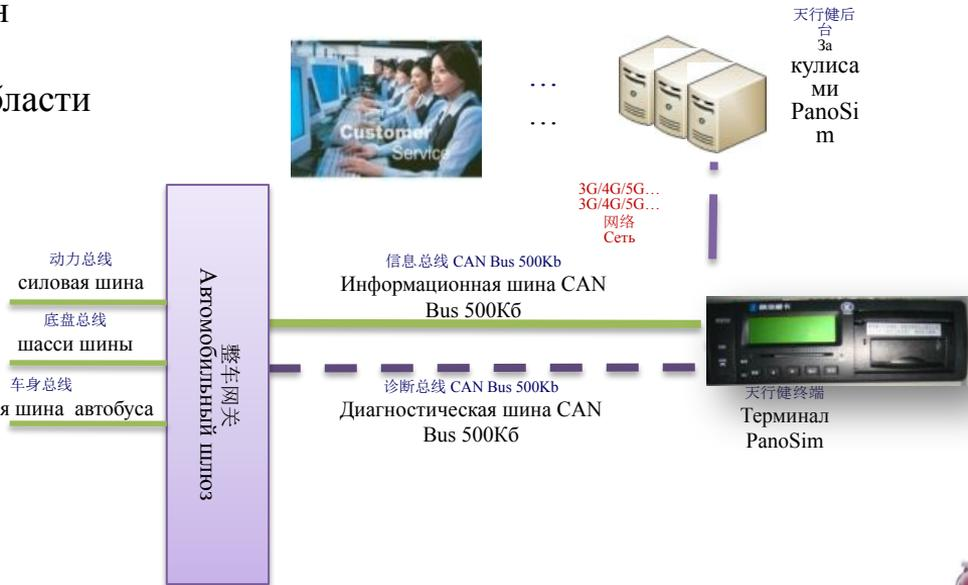 н
бласти
天行健后
台
За
кулиса
ми
PanoSi
m
…
…
Customer
Service
3G/4G/5G…
3G/4G/5G…
网络
Сеть
动力总线
силовая шина
底盘总线
шасси шины
车身总线
я шина автобуса
整车网关
Автомобильный шлюз
信息总线 CAN Bus 500Kb
Информационная шина CAN
Bus 500Кб
诊断总线 CAN Bus 500Kb
Диагностическая шина CAN
Bus 500Кб
天行健终端
Терминал
PanoSim